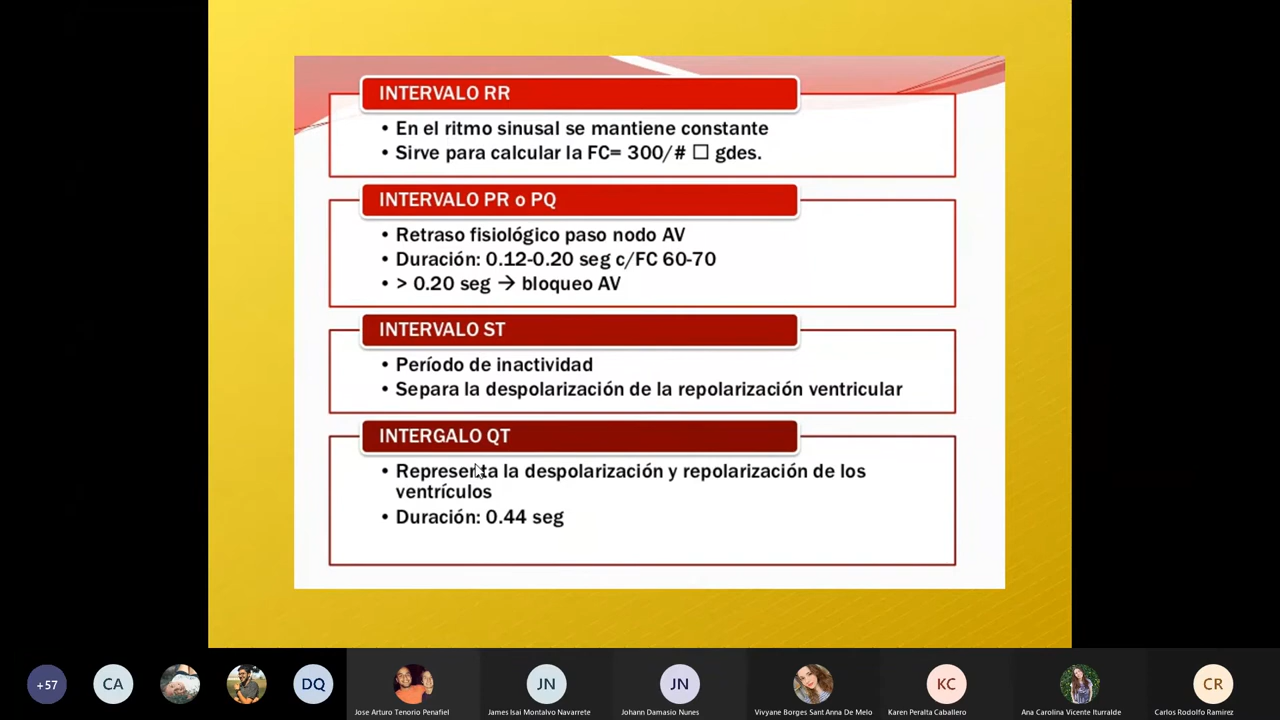 INTERVALO RR
• En el ritmo sinusal se mantiene constante
• Sirve para calcular la FC= 300/# ☐ gdes.
INTERVALO PR o PQ
• Retraso fisiológico paso nodo AV
• Duración: 0.12-0.20 seg c/FC 60-70
• > 0.20 seg → bloqueo AV
INTERVALO ST
• Período de inactividad
• Separa la despolarización de la repolarización ventricular
INTERGALO QT
• Representa la despolarización y repolarización de los
ventrículos
• Duración: 0.44 seg
+57
CA
DQ
JN
JN
KC
CR
Jose Arturo Tenorio Penafiel
James Isai Montalvo Navarrete
Johann Damasio Nunes
Vivyane Borges Sant Anna De Melo
Karen Peralta Caballero
Ana Carolina Vicente Iturralde
Carlos Rodolfo Ramirez